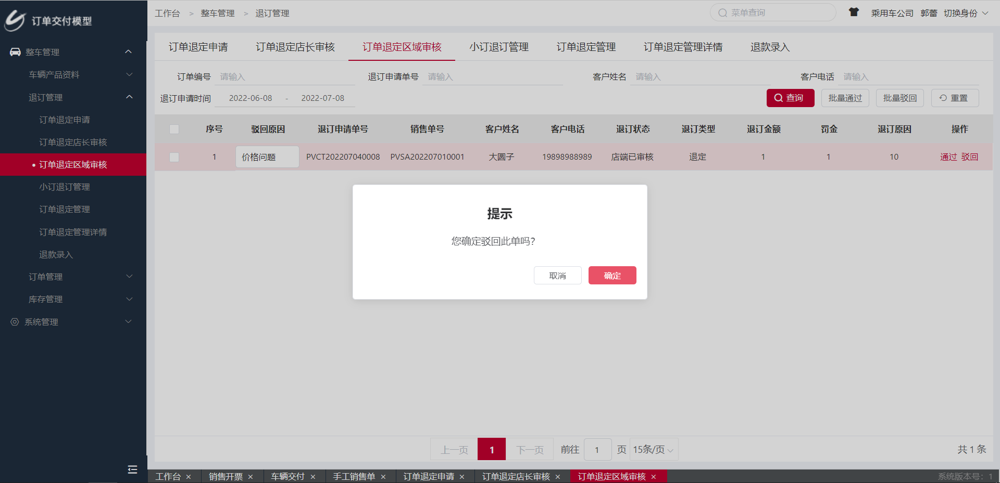 订单交付模型
工作台 > 整车管理 > 退订管理
菜单查询
乘用车公司 郭蕾 切换身份
整车管理
车辆产品资料
退订管理
订单退定申请
订单退定店长审核
订单退定区域审核
小订退订管理
订单退定管理
订单退定管理详情
退款录入
订单管理
库存管理
系统管理
订单退定申请 订单退定店长审核 订单退定区域审核 小订退订管理 订单退定管理 订单退定管理详情 退款录入
订单编号 请输入 退订申请单号 请输入 客户姓名 请输入 客户电话 请输入
退订申请时间 2022-06-08 - 2022-07-08 查询 批量通过 批量驳回 重置
序号 驳回原因 退订申请单号 销售单号 客户姓名 客户电话 退订状态 退订类型 退订金额 罚金 退订原因 操作
1 价格问题 PVCT202207040008 PVSA202207010001 大圆子 19898988989 店端已审核 退定 1 1 10 通过 驳回
提示
您确定驳回此单吗？
取消 确定
上一页 1 下一页 前往 1 页 15条/页 共 1 条
工作台 × 销售开票 × 车辆交付 × 手工销售单 × 订单退定申请 × 订单退定店长审核 × 订单退定区域审核 × 系统版本号：1